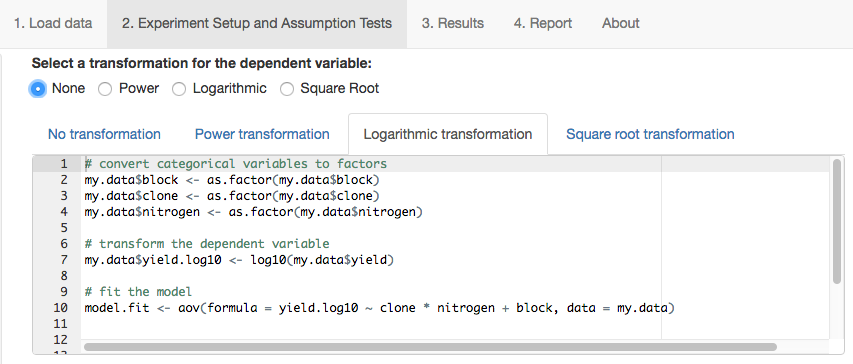 1. Load data 2. Experiment Setup and Assumption Tests 3. Results 4. Report About
Select a transformation for the dependent variable:
None Power Logarithmic Square Root
No transformation Power transformation Logarithmic transformation Square root transformation
1 # convert categorical variables to factors
2 my.data$block <- as.factor(my.data$block)
3 my.data$clone <- as.factor(my.data$clone)
4 my.data$nitrogen <- as.factor(my.data$nitrogen)
5
6 # transform the dependent variable
7 my.data$yield.log10 <- log10(my.data$yield)
8
9 # fit the model
10 model.fit <- aov(formula = yield.log10 ~ clone * nitrogen + block, data = my.data)
11
12